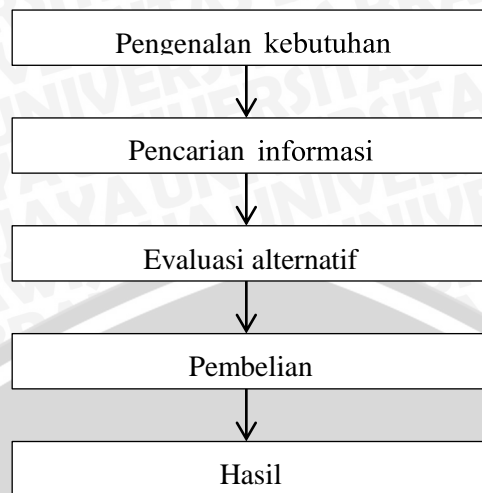 Pengenalan kebutuhan
Pencarian informasi
Evaluasi alternatif
Pembelian
Hasil